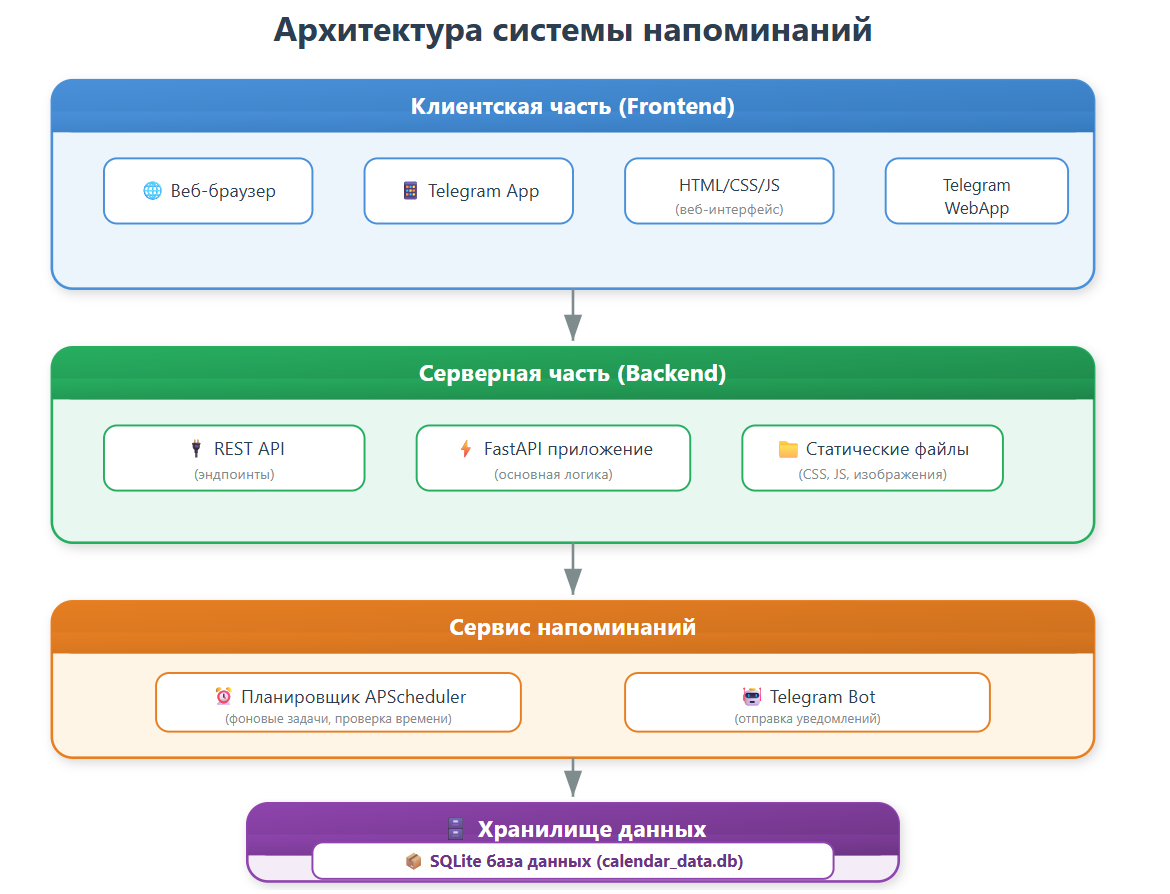 Архитектура системы напоминаний
Клиентская часть (Frontend)
Веб-браузер
Telegram App
HTML/CSS/JS
(веб-интерфейс)
Telegram
WebApp
Серверная часть (Backend)
REST API
(эндпоинты)
FastAPI приложение
(основная логика)
Статические файлы
(CSS, JS, изображения)
Сервис напоминаний
Планировщик APScheduler
(фоновые задачи, проверка времени)
Telegram Bot
(отправка уведомлений)
Хранилище данных
SQLite база данных (calendar_data.db)